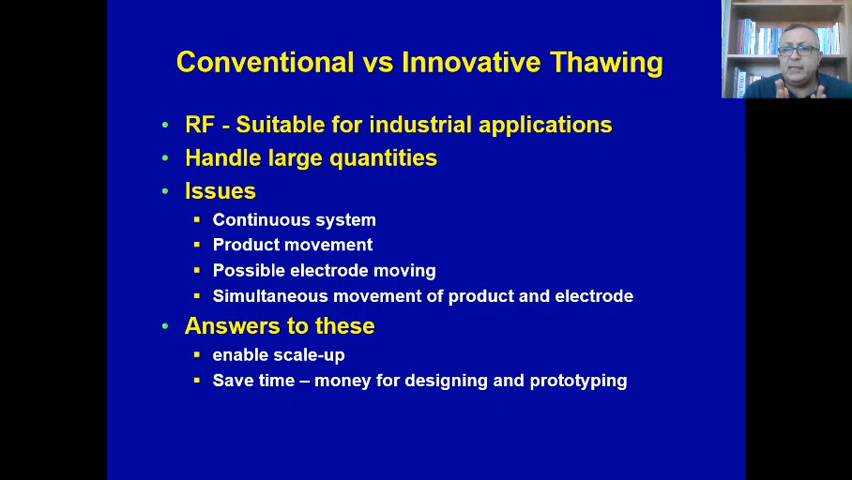 Conventional vs Innovative Thawing
• RF - Suitable for industrial applications
• Handle large quantities
• Issues
▪ Continuous system
▪ Product movement
▪ Possible electrode moving
▪ Simultaneous movement of product and electrode
• Answers to these
▪ enable scale-up
▪ Save time – money for designing and prototyping